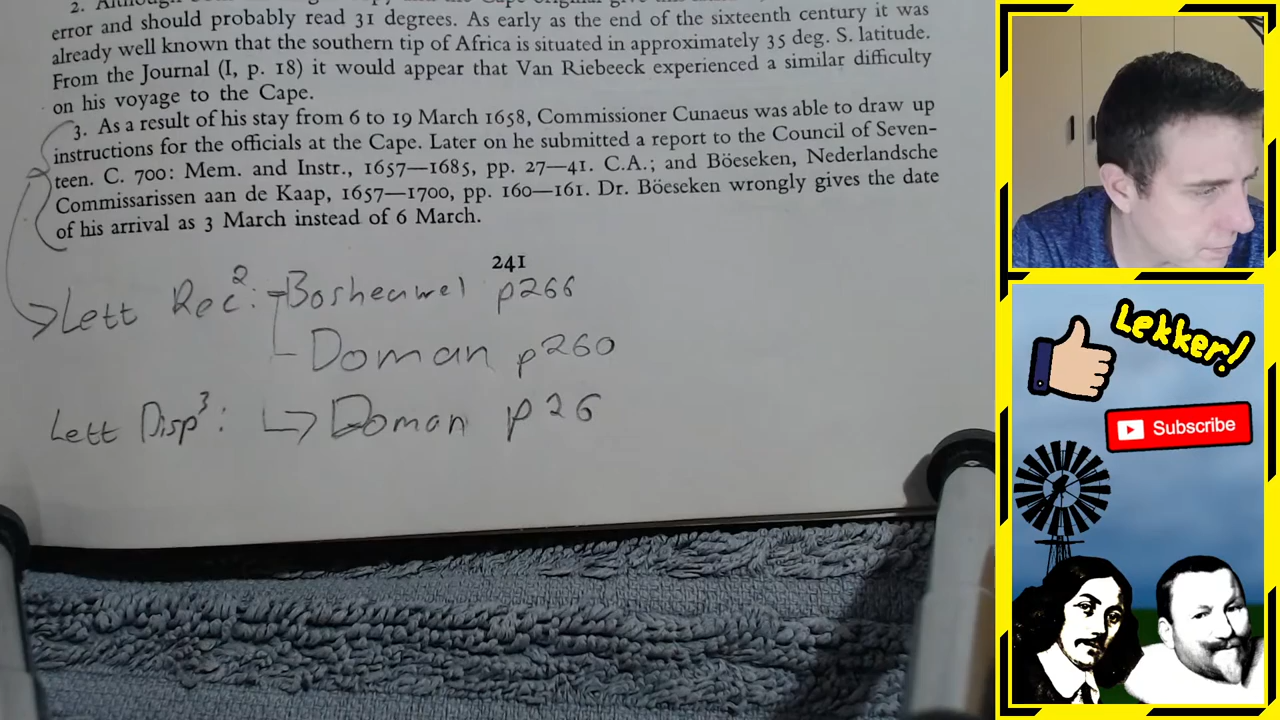 2. Although
error and should probably read 31 degrees. As early as the end of the sixteenth century it was
already well known that the southern tip of Africa is situated in approximately 35 deg. S. latitude.
From the Journal (I, p. 18) it would appear that Van Riebeeck experienced a similar difficulty
on his voyage to the Cape.
3. As a result of his stay from 6 to 19 March 1658, Commissioner Cunaeus was able to draw up
instructions for the officials at the Cape. Later on he submitted a report to the Council of Seven-
teen. C. 700: Mem. and Instr., 1657—1685, pp. 27—41. C.A.; and Böeseken, Nederlandsche
Commissarissen aan de Kaap, 1657—1700, pp. 160—161. Dr. Böeseken wrongly gives the date
of his arrival as 3 March instead of 6 March.
241
Lett Rec²: Bosheuwel p266
Doman p260
Lett Disp³: Doman p26
Lekker!
Subscribe